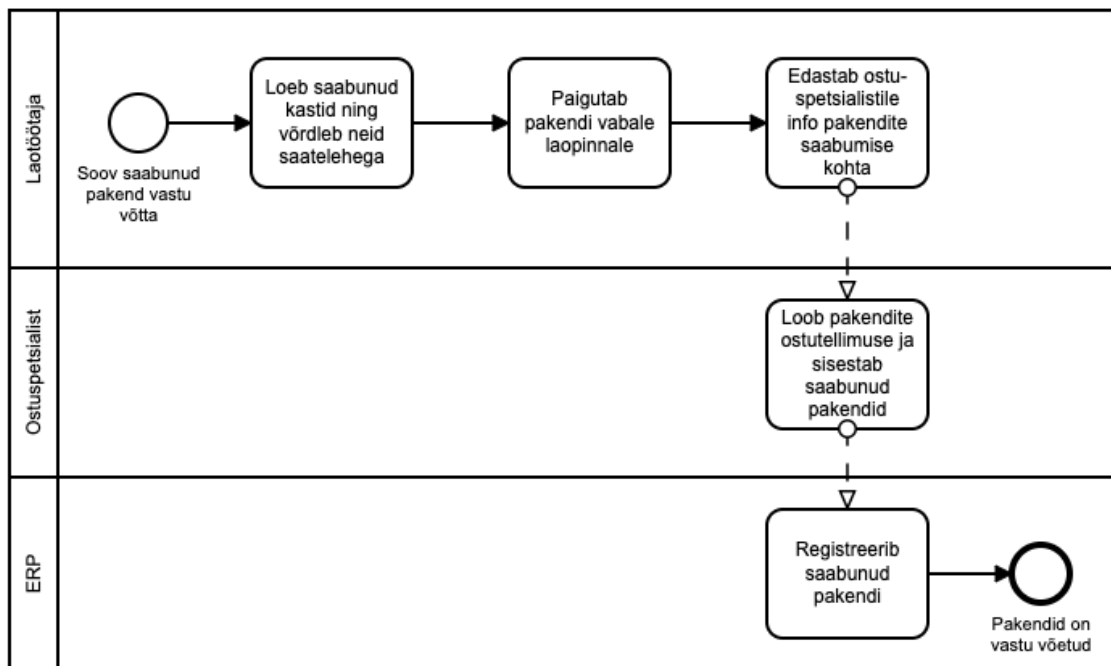 Laotöötaja
Soov saabunud
pakend vastu
võtta
Loeb saabunud
kastid ning
võrdleb neid
saatelehega
Paigutab
pakendi vabale
laopinnale
Edastab ostu-
spetsialistile
info pakendite
saabumise
kohta
Ostuspetsialist
Loob pakendite
ostutellimuse ja
sisestab
saabunud
pakendid
ERP
Registreerib
saabunud
pakendi
Pakendid on
vastu võetud